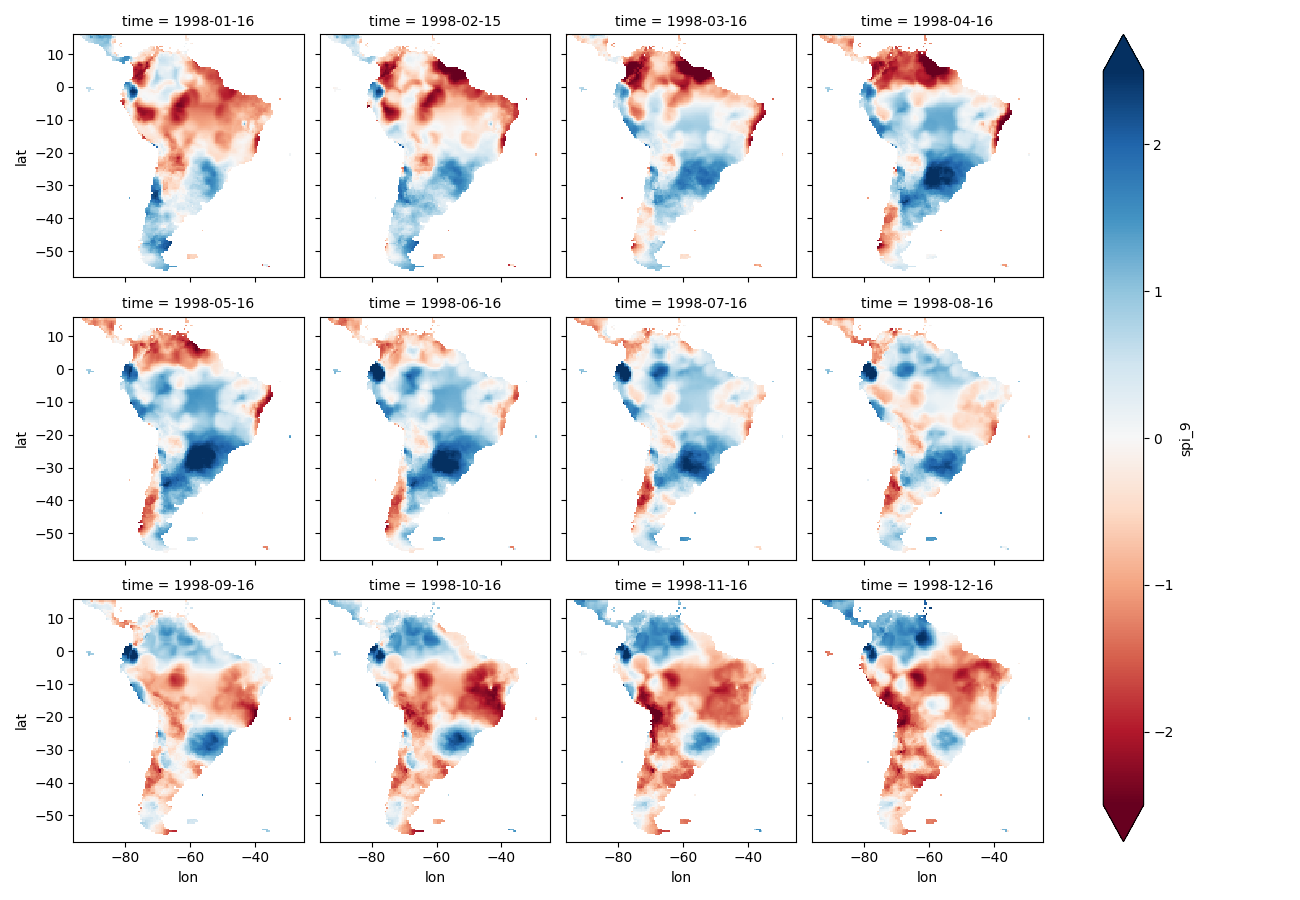 time = 1998-01-16
time = 1998-02-15
time = 1998-03-16
time = 1998-04-16
10
0
−10
−20
−30
−40
−50
lat
2
1
0
−1
−2
spi_9
time = 1998-05-16
time = 1998-06-16
time = 1998-07-16
time = 1998-08-16
10
0
−10
−20
−30
−40
−50
lat
time = 1998-09-16
time = 1998-10-16
time = 1998-11-16
time = 1998-12-16
10
0
−10
−20
−30
−40
−50
lat
−80 −60 −40
lon
−80 −60 −40
lon
−80 −60 −40
lon
−80 −60 −40
lon